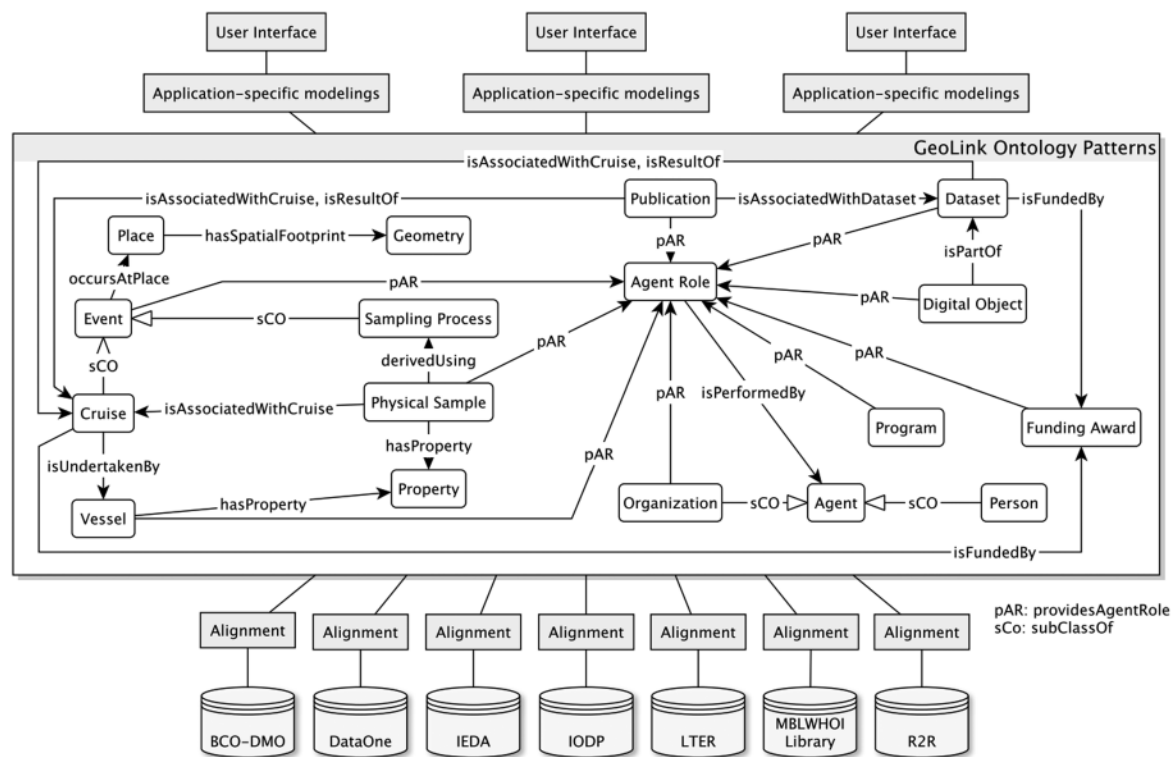 User Interface
User Interface
User Interface
Application-specific modelings
Application-specific modelings
Application-specific modelings
GeoLink Ontology Patterns
isAssociatedWithCruise, isResultOf
isAssociatedWithCruise, isResultOf
Publication
isAssociatedWithDataset
Dataset
isFundedBy
Place
hasSpatialFootprint
Geometry
pAR
pAR
isPartOf
occursAtPlace
pAR
Agent Role
pAR
Digital Object
Event
sCO
Sampling Process
pAR
pAR
pAR
sCO
derivedUsing
isAssociatedWithCruise
Physical Sample
pAR
isPerformedBy
Cruise
Program
Funding Award
hasProperty
pAR
isUndertakenBy
Property
Organization
sCO
Agent
sCO
Person
Vessel
hasProperty
isFundedBy
pAR: providesAgentRole
sCo: subClassOf
Alignment
Alignment
Alignment
Alignment
Alignment
Alignment
Alignment
BCO-DMO
DataOne
IEDA
IODP
LTER
MBLWHOI
Library
R2R